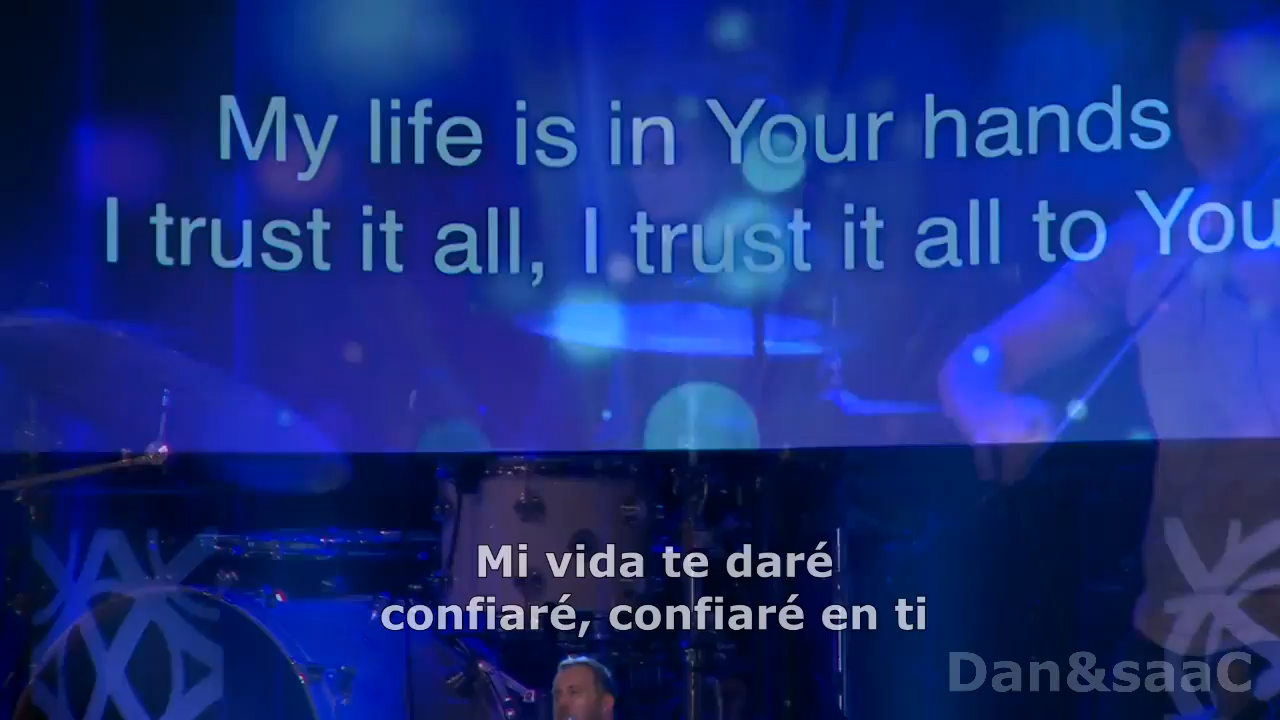 My life is in Your hands
I trust it all, I trust it all to You
Mi vida te daré
confiaré, confiaré en ti
Dan&saaC